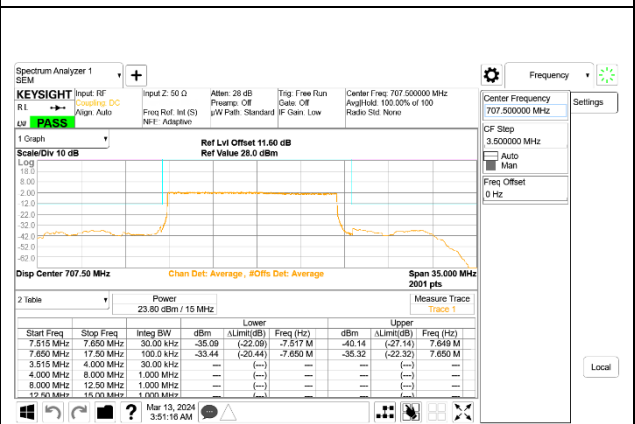 Spectrum Analyzer 1
SEM
+
Frequency
KEYSIGHT
Input: RF
Coupling: DC
Align: Auto
Input Z: 50 Ω
Freq Ref: Int (S)
NFE: Adaptive
Atten: 28 dB
Preamp: Off
µW Path: Standard
Trig: Free Run
Gate: Off
IF Gain: Low
Center Freq: 707.500000 MHz
Avg|Hold: 100.00% of 100
Radio Std: None
RL
PASS
Center Frequency
707.500000 MHz
Settings
CF Step
3.500000 MHz
Auto
Man
Freq Offset
0 Hz
1 Graph
Ref Lvl Offset 11.60 dB
Scale/Div 10 dB
Ref Value 28.0 dBm
Log
18.0
8.00
2.00
-12.0
-22.0
-32.0
-42.0
-52.0
-62.0
Disp Center 707.50 MHz
Chan Det: Average , #Offs Det: Average
Span 35.000 MHz
2001 pts
2 Table
Power
23.80 dBm / 15 MHz
Measure Trace
Trace 1
Lower Upper
Start Freq Stop Freq Integ BW dBm ΔLimit(dB) Freq (Hz) dBm ΔLimit(dB) Freq (Hz)
7.515 MHz 7.650 MHz 30.00 kHz -35.09 (-22.09) -7.517 M -40.14 (-27.14) 7.649 M
7.650 MHz 17.50 MHz 100.0 kHz -33.44 (-20.44) -7.650 M -35.32 (-22.32) 7.650 M
3.515 MHz 4.000 MHz 30.00 kHz --- (---) --- (---)
4.000 MHz 8.000 MHz 1.000 MHz --- (---) --- (---)
8.000 MHz 12.50 MHz 1.000 MHz --- (---) --- (---)
12.50 MHz 15.00 MHz 1.000 MHz --- (---) --- (---)
Local
?
Mar 13, 2024
3:51:16 AM